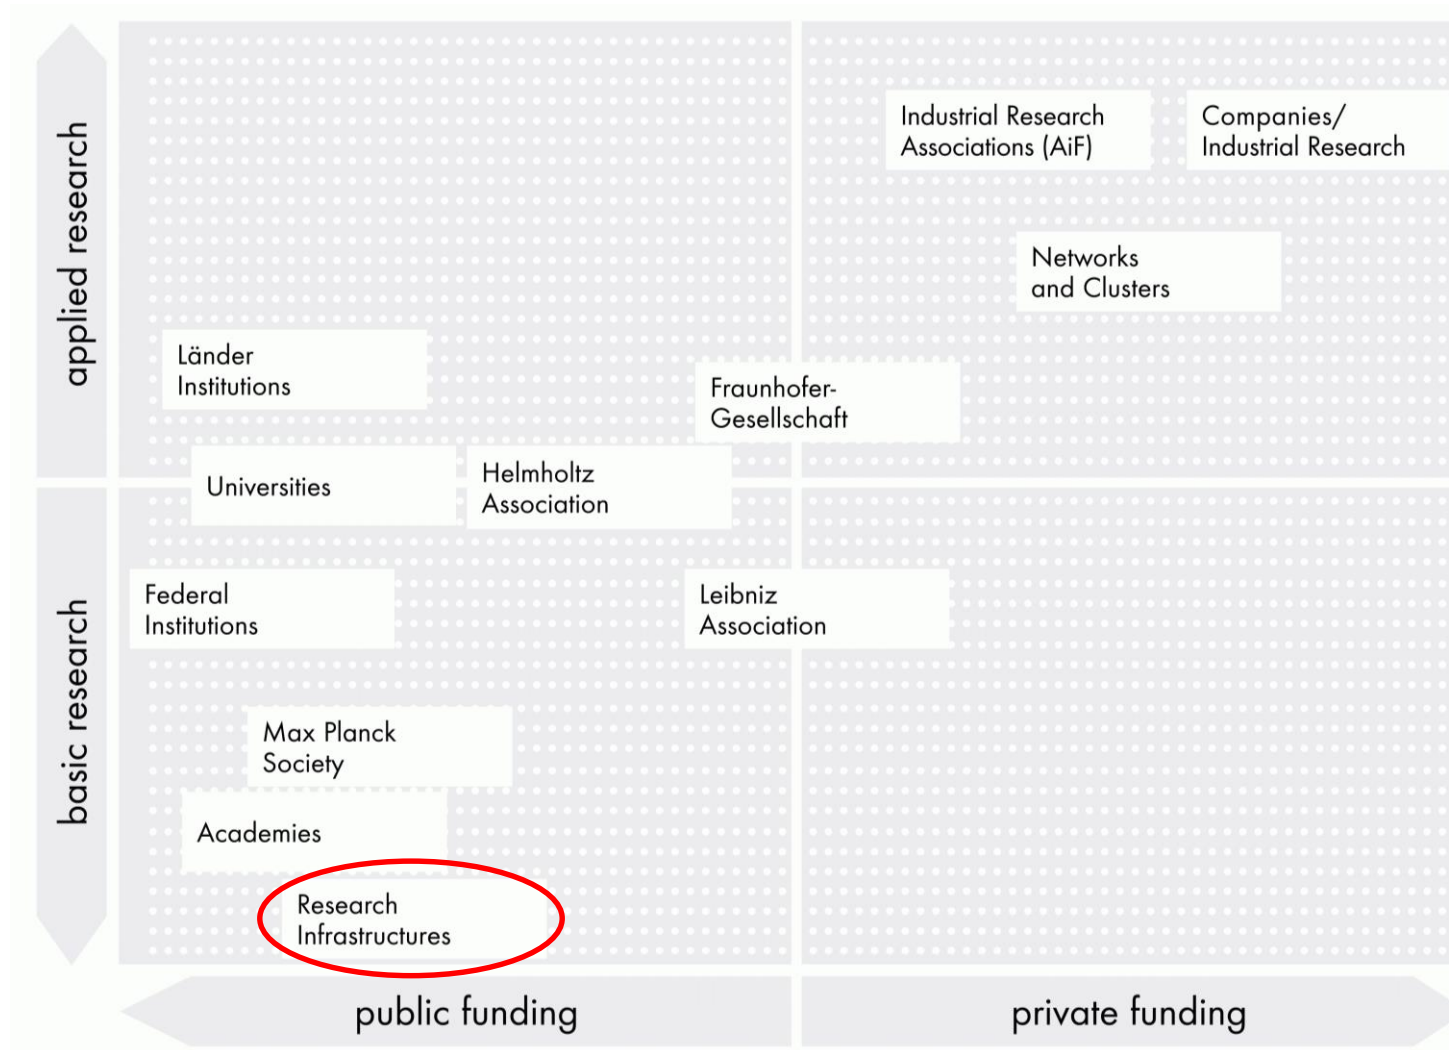 applied research
basic research
Industrial Research
Associations (AiF)
Companies/
Industrial Research
Networks
and Clusters
Länder
Institutions
Fraunhofer-
Gesellschaft
Universities
Helmholtz
Association
Federal
Institutions
Leibniz
Association
Max Planck
Society
Academies
Research
Infrastructures
public funding
private funding